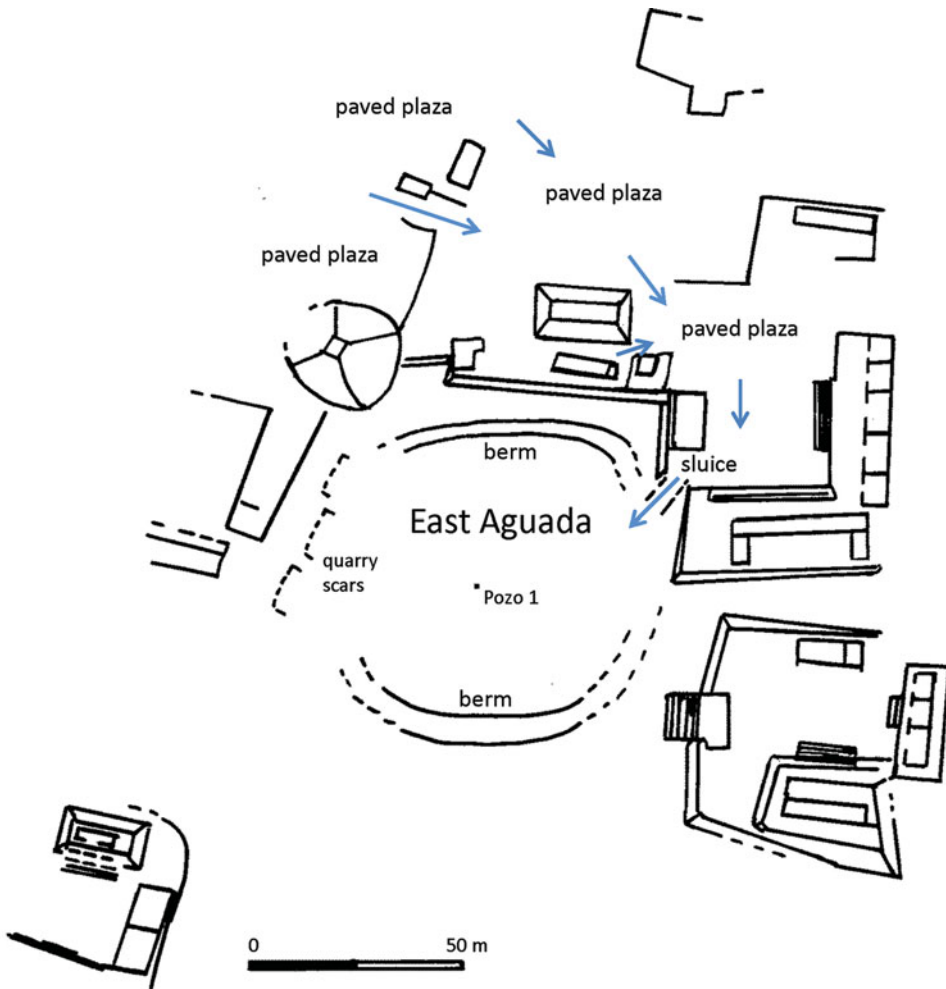 paved plaza
paved plaza
paved plaza
paved plaza
berm
sluice
East Aguada
quarry
scars
Pozo 1
berm
0
50 m